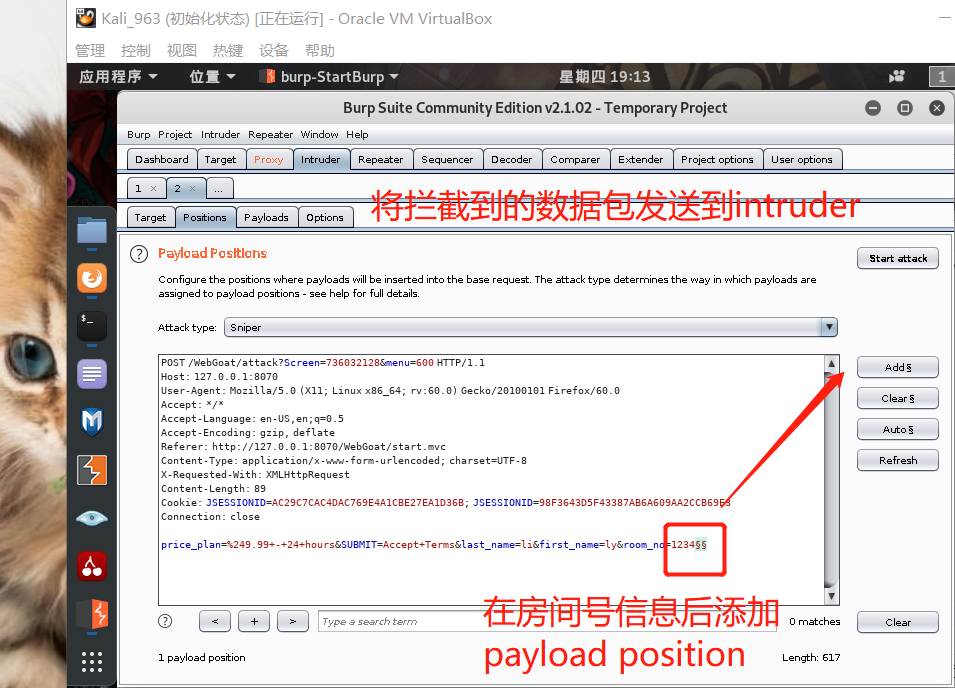 Kali_963 (初始化状态) [正在运行] - Oracle VM VirtualBox
管理 控制 视图 热键 设备 帮助
应用程序 位置 burp-StartBurp 星期四 19:13 1
Burp Suite Community Edition v2.1.02 - Temporary Project
Burp Project Intruder Repeater Window Help
Dashboard Target Proxy Intruder Repeater Sequencer Decoder Comparer Extender Project options User options
1 × 2 × ...
将拦截到的数据包发送到intruder
Target Positions Payloads Options
? Payload Positions Start attack
Configure the positions where payloads will be inserted into the base request. The attack type determines the way in which payloads are
assigned to payload positions - see help for full details.
Attack type: Sniper
POST /WebGoat/attack?Screen=736032128&menu=600 HTTP/1.1
Host: 127.0.0.1:8070
User-Agent: Mozilla/5.0 (X11; Linux x86_64; rv:60.0) Gecko/20100101 Firefox/60.0
Accept: */*
Accept-Language: en-US,en;q=0.5
Accept-Encoding: gzip, deflate
Referer: http://127.0.0.1:8070/WebGoat/start.mvc
Content-Type: application/x-www-form-urlencoded; charset=UTF-8
X-Requested-With: XMLHttpRequest
Content-Length: 89
Cookie: JSESSIONID=AC29C7CAC4DAC769E4A1CBE27EA1D36B; JSESSIONID=98F3643D5F43387AB6A609AA2CCB69E3
Connection: close
price_plan=%249.99+-+24+hours&SUBMIT=Accept+Terms&last_name=li&first_name=ly&room_no=1234§§
Add §
Clear §
Auto §
Refresh
在房间号信息后添加
payload position
? < + > Type a search term 0 matches Clear
1 payload position Length: 617